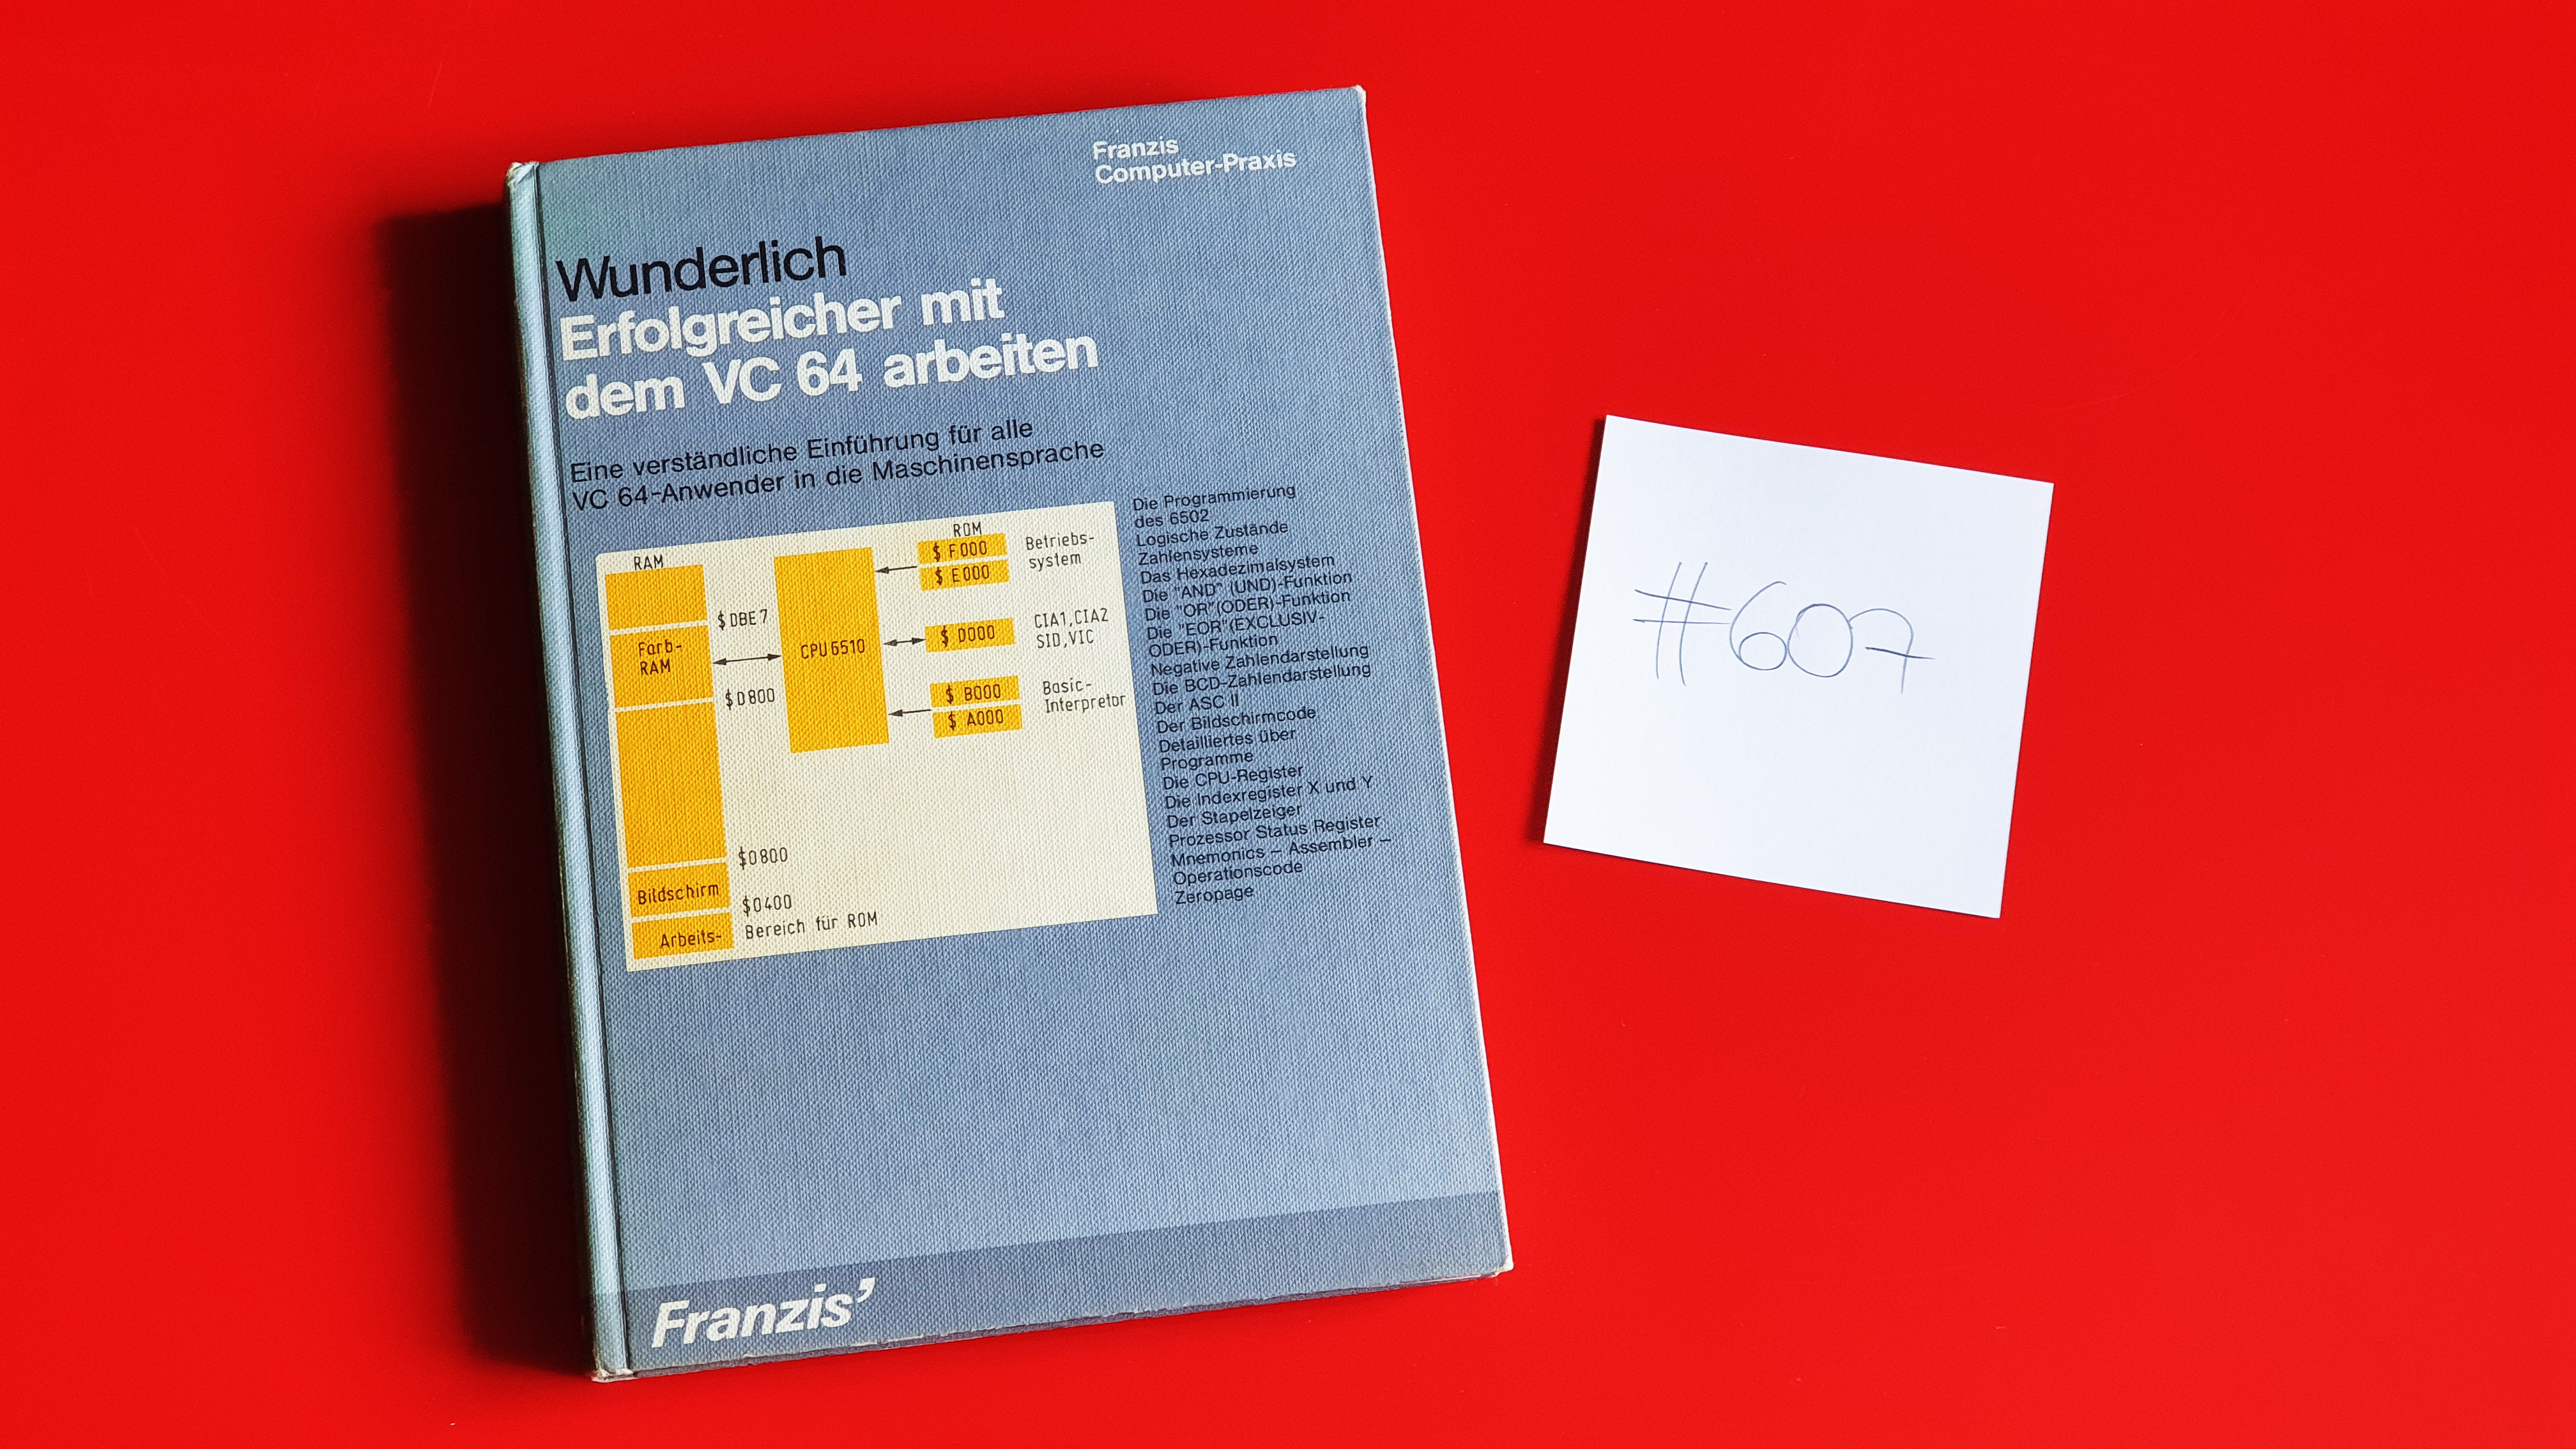 Franzis
Computer-Praxis
Wunderlich
Erfolgreicher mit
dem VC 64 arbeiten
Eine verständliche Einführung für alle
VC 64-Anwender in die Maschinensprache
RAM
Farb-
RAM
Bildschirm
Arbeits-
$DBE7
$D800
$0800
$0400
Bereich für ROM
CPU6510
ROM
$ F000
$ E000
Betriebs-
system
$ D000
CIA1,CIA2
SID,VIC
$ B000
$ A000
Basic-
Interpretor
Die Programmierung
des 6502
Logische Zustände
Zahlensysteme
Das Hexadezimalsystem
Die "AND" (UND)-Funktion
Die "OR"(ODER)-Funktion
Die "EOR"(EXCLUSIV-
ODER)-Funktion
Negative Zahlendarstellung
Die BCD-Zahlendarstellung
Der ASC II
Der Bildschirmcode
Detailliertes über
Programme
Die CPU-Register
Die Indexregister X und Y
Der Stapelzeiger
Prozessor Status Register
Mnemonics – Assembler –
Operationscode
Zeropage
Franzis’
#607